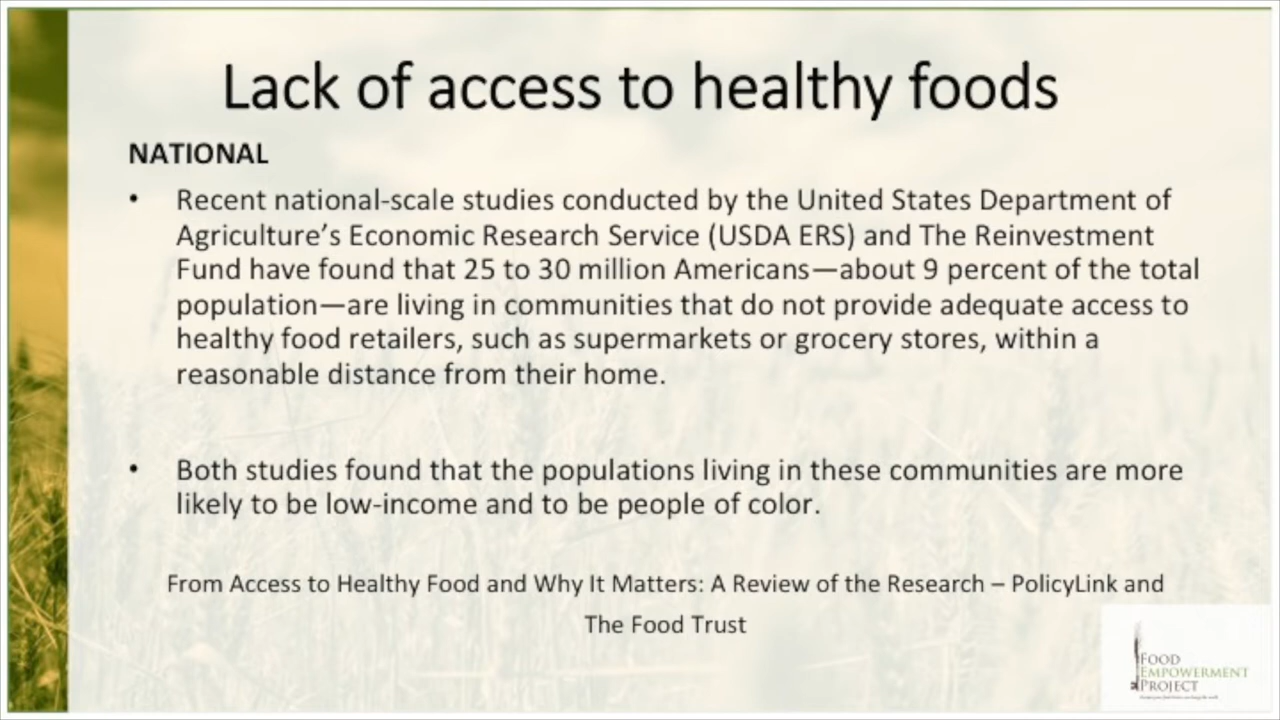 Lack of access to healthy foods
NATIONAL
• Recent national-scale studies conducted by the United States Department of
Agriculture’s Economic Research Service (USDA ERS) and The Reinvestment
Fund have found that 25 to 30 million Americans—about 9 percent of the total
population—are living in communities that do not provide adequate access to
healthy food retailers, such as supermarkets or grocery stores, within a
reasonable distance from their home.
• Both studies found that the populations living in these communities are more
likely to be low-income and to be people of color.
From Access to Healthy Food and Why It Matters: A Review of the Research – PolicyLink and
The Food Trust
FOOD
EMPOWERMENT
PROJECT